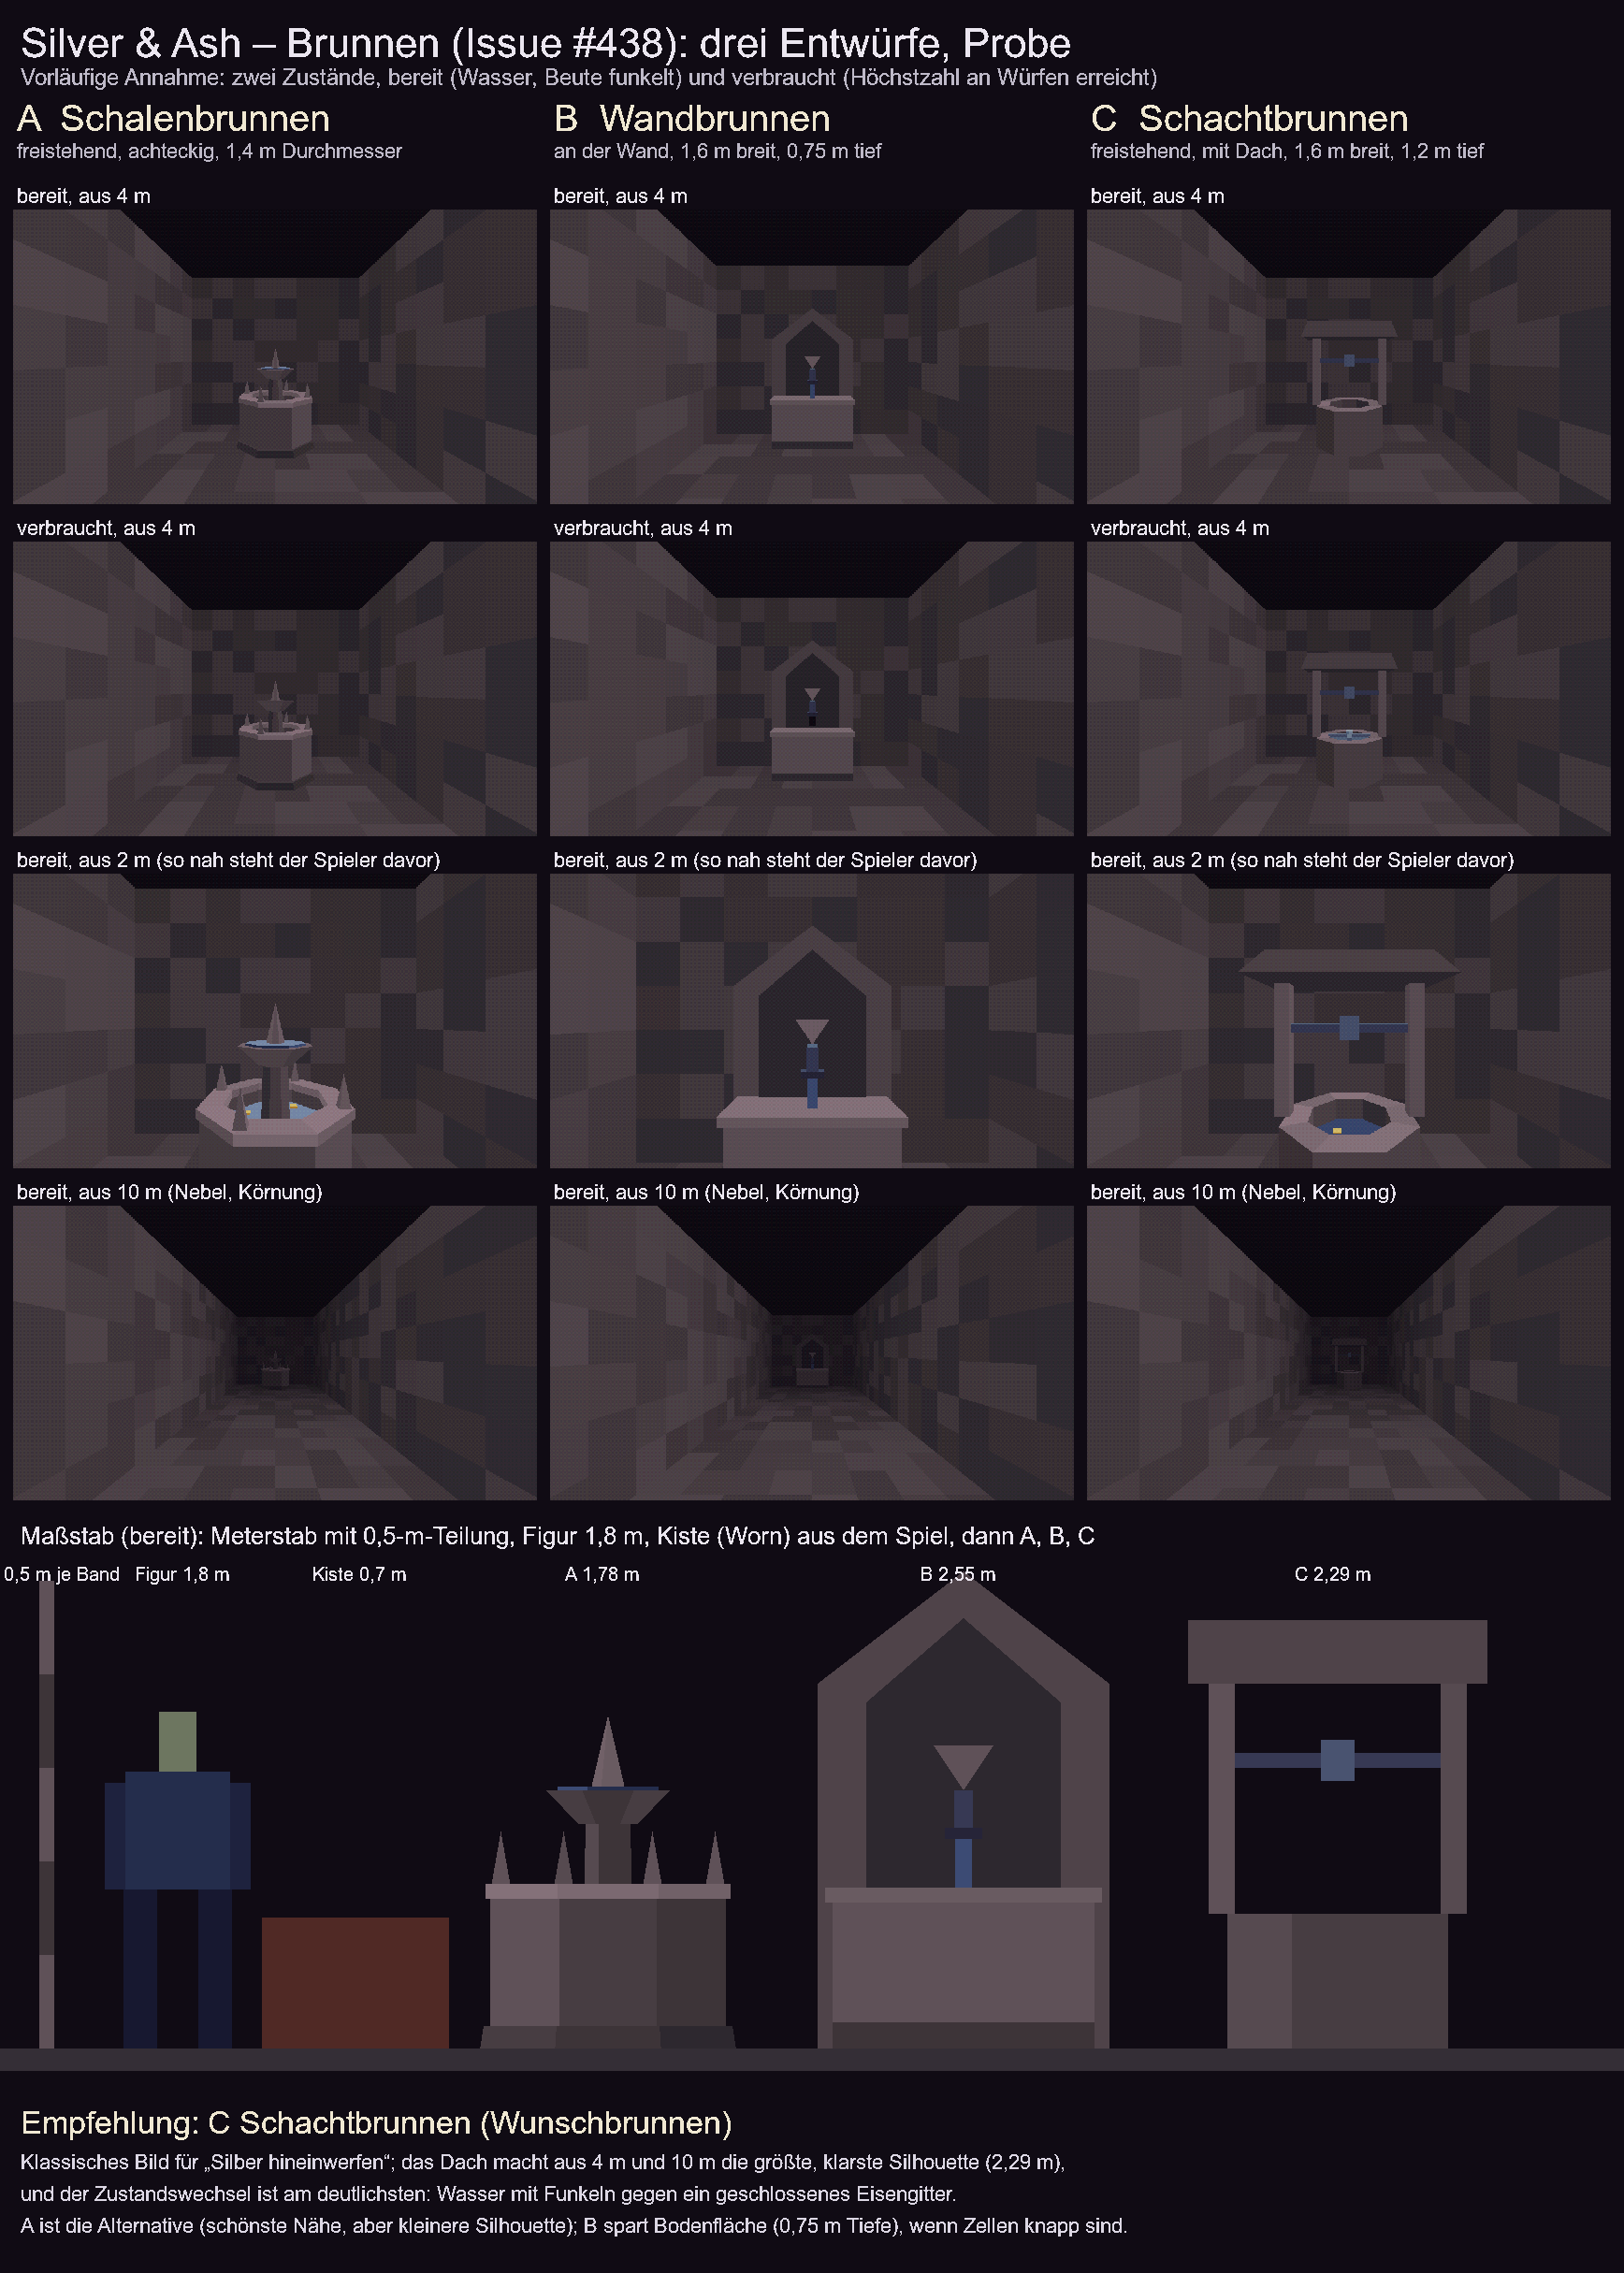 Silver & Ash – Brunnen (Issue #438): drei Entwürfe, Probe
Vorläufige Annahme: zwei Zustände, bereit (Wasser, Beute funkelt) und verbraucht (Höchstzahl an Würfen erreicht)
A Schalenbrunnen
freistehend, achteckig, 1,4 m Durchmesser
B Wandbrunnen
an der Wand, 1,6 m breit, 0,75 m tief
C Schachtbrunnen
freistehend, mit Dach, 1,6 m breit, 1,2 m tief
bereit, aus 4 m
bereit, aus 4 m
bereit, aus 4 m
verbraucht, aus 4 m
verbraucht, aus 4 m
verbraucht, aus 4 m
bereit, aus 2 m (so nah steht der Spieler davor)
bereit, aus 2 m (so nah steht der Spieler davor)
bereit, aus 2 m (so nah steht der Spieler davor)
bereit, aus 10 m (Nebel, Körnung)
bereit, aus 10 m (Nebel, Körnung)
bereit, aus 10 m (Nebel, Körnung)
Maßstab (bereit): Meterstab mit 0,5-m-Teilung, Figur 1,8 m, Kiste (Worn) aus dem Spiel, dann A, B, C
0,5 m je Band
Figur 1,8 m
Kiste 0,7 m
A 1,78 m
B 2,55 m
C 2,29 m
Empfehlung: C Schachtbrunnen (Wunschbrunnen)
Klassisches Bild für „Silber hineinwerfen“; das Dach macht aus 4 m und 10 m die größte, klarste Silhouette (2,29 m),
und der Zustandswechsel ist am deutlichsten: Wasser mit Funkeln gegen ein geschlossenes Eisengitter.
A ist die Alternative (schönste Nähe, aber kleinere Silhouette); B spart Bodenfläche (0,75 m Tiefe), wenn Zellen knapp sind.